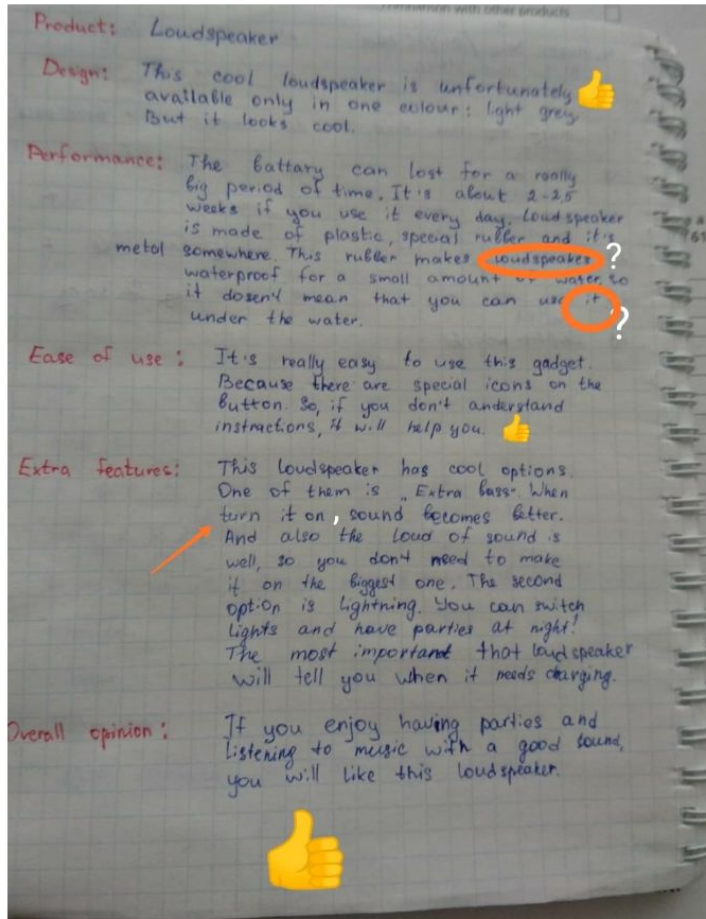 with other products
Product: Loudspeaker
Design: This cool loudspeaker is unfortunately
available only in one colour: light grey.
But it looks cool.
Performance: The battary can lost for a really
big period of time. It's about 2-2,5
weeks if you use it every day. Loudspeaker
is made of plastic, special rubber and it's
metal somewhere. This rubber makes loudspeaker ?
waterproof for a small amount of water, so
it dosen't mean that you can use it
under the water. ?
Ease of use: It's really easy to use this gadget.
Because there are special icons on the
button. So, if you don't anderstand
instractions, it will help you.
Extra features: This loudspeaker has cool options.
One of them is „Extra bass". When
turn it on, sound becomes better.
And also the loud of sound is
well, so you don't need to make
it on the biggest one. The second
option is lightning. You can switch
lights and have parties at night!
The most important that loudspeaker
will tell you when it needs charging.
Overall opinion: If you enjoy having parties and
listening to music with a good sound,
you will like this loudspeaker.